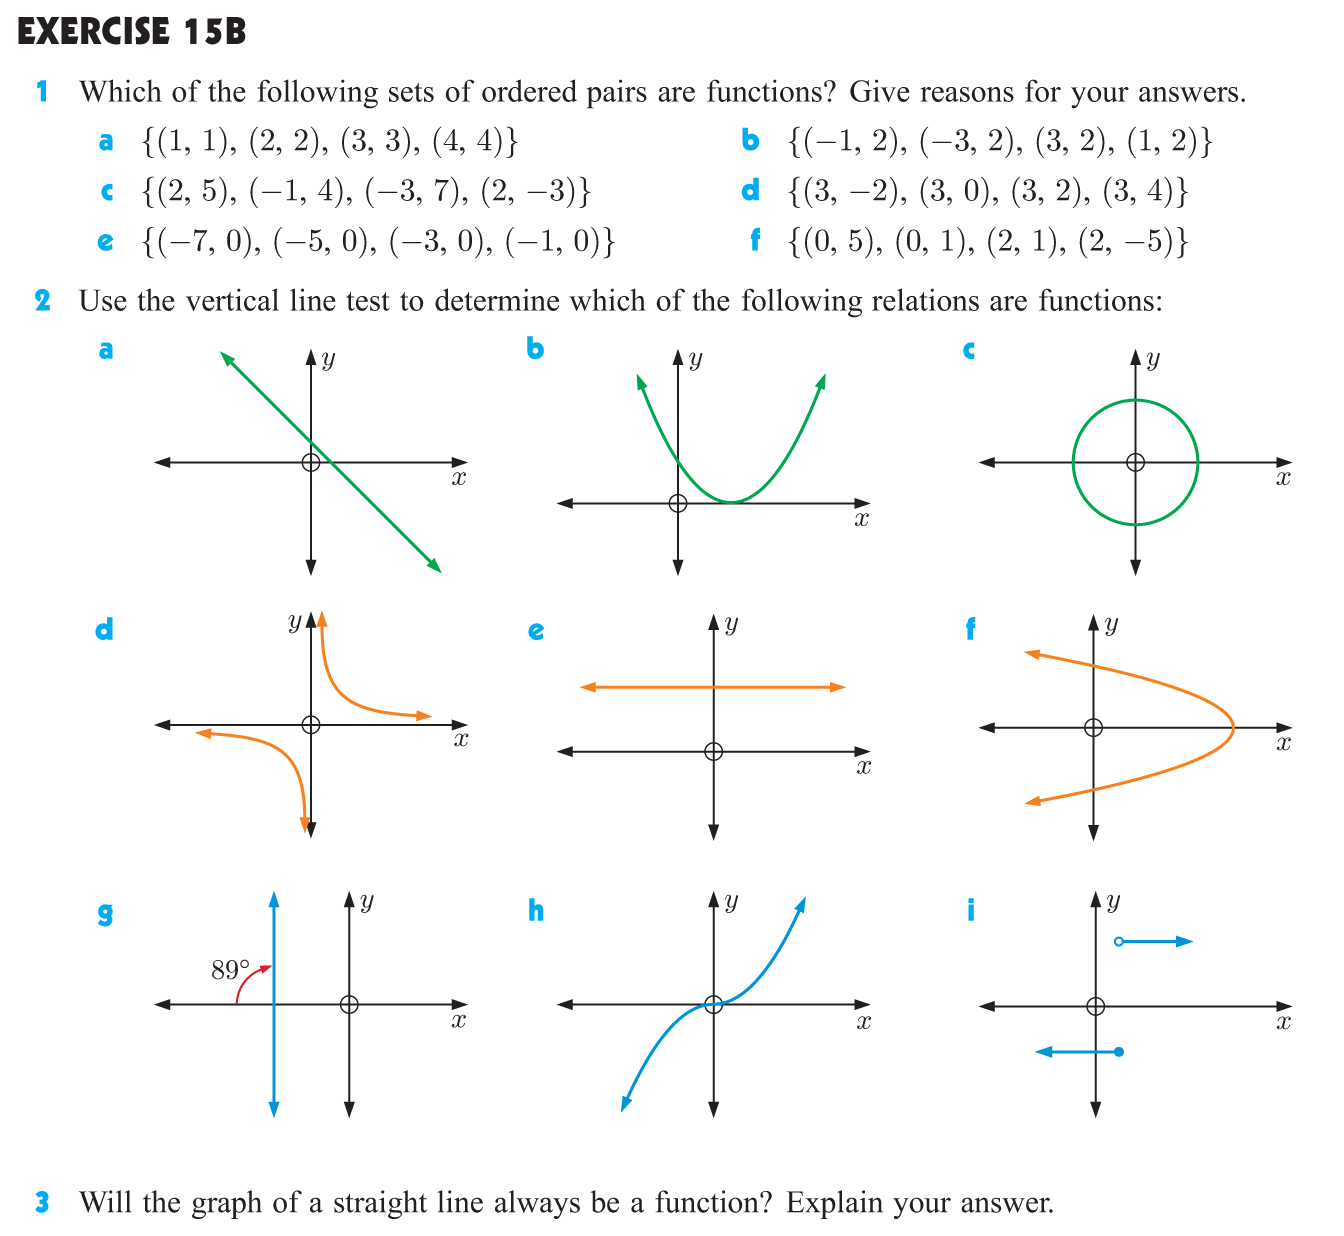 EXERCISE 15B
1 Which of the following sets of ordered pairs are functions? Give reasons for your answers.
a {(1, 1), (2, 2), (3, 3), (4, 4)} b {(−1, 2), (−3, 2), (3, 2), (1, 2)}
c {(2, 5), (−1, 4), (−3, 7), (2, −3)} d {(3, −2), (3, 0), (3, 2), (3, 4)}
e {(−7, 0), (−5, 0), (−3, 0), (−1, 0)} f {(0, 5), (0, 1), (2, 1), (2, −5)}
2 Use the vertical line test to determine which of the following relations are functions:
a y x
b y x
c y x
d y x
e y x
f y x
g 89° y x
h y x
i y x
3 Will the graph of a straight line always be a function? Explain your answer.